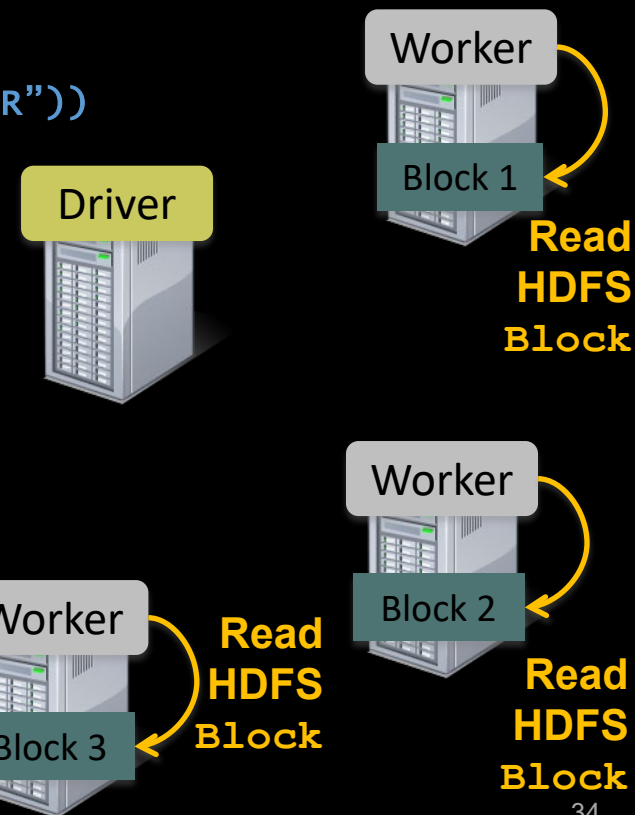 R”))
Worker
Block 1
Driver
Read
HDFS
Block
Worker
Block 2
Read
HDFS
Block
Worker
Block 3
Read
HDFS
Block
34